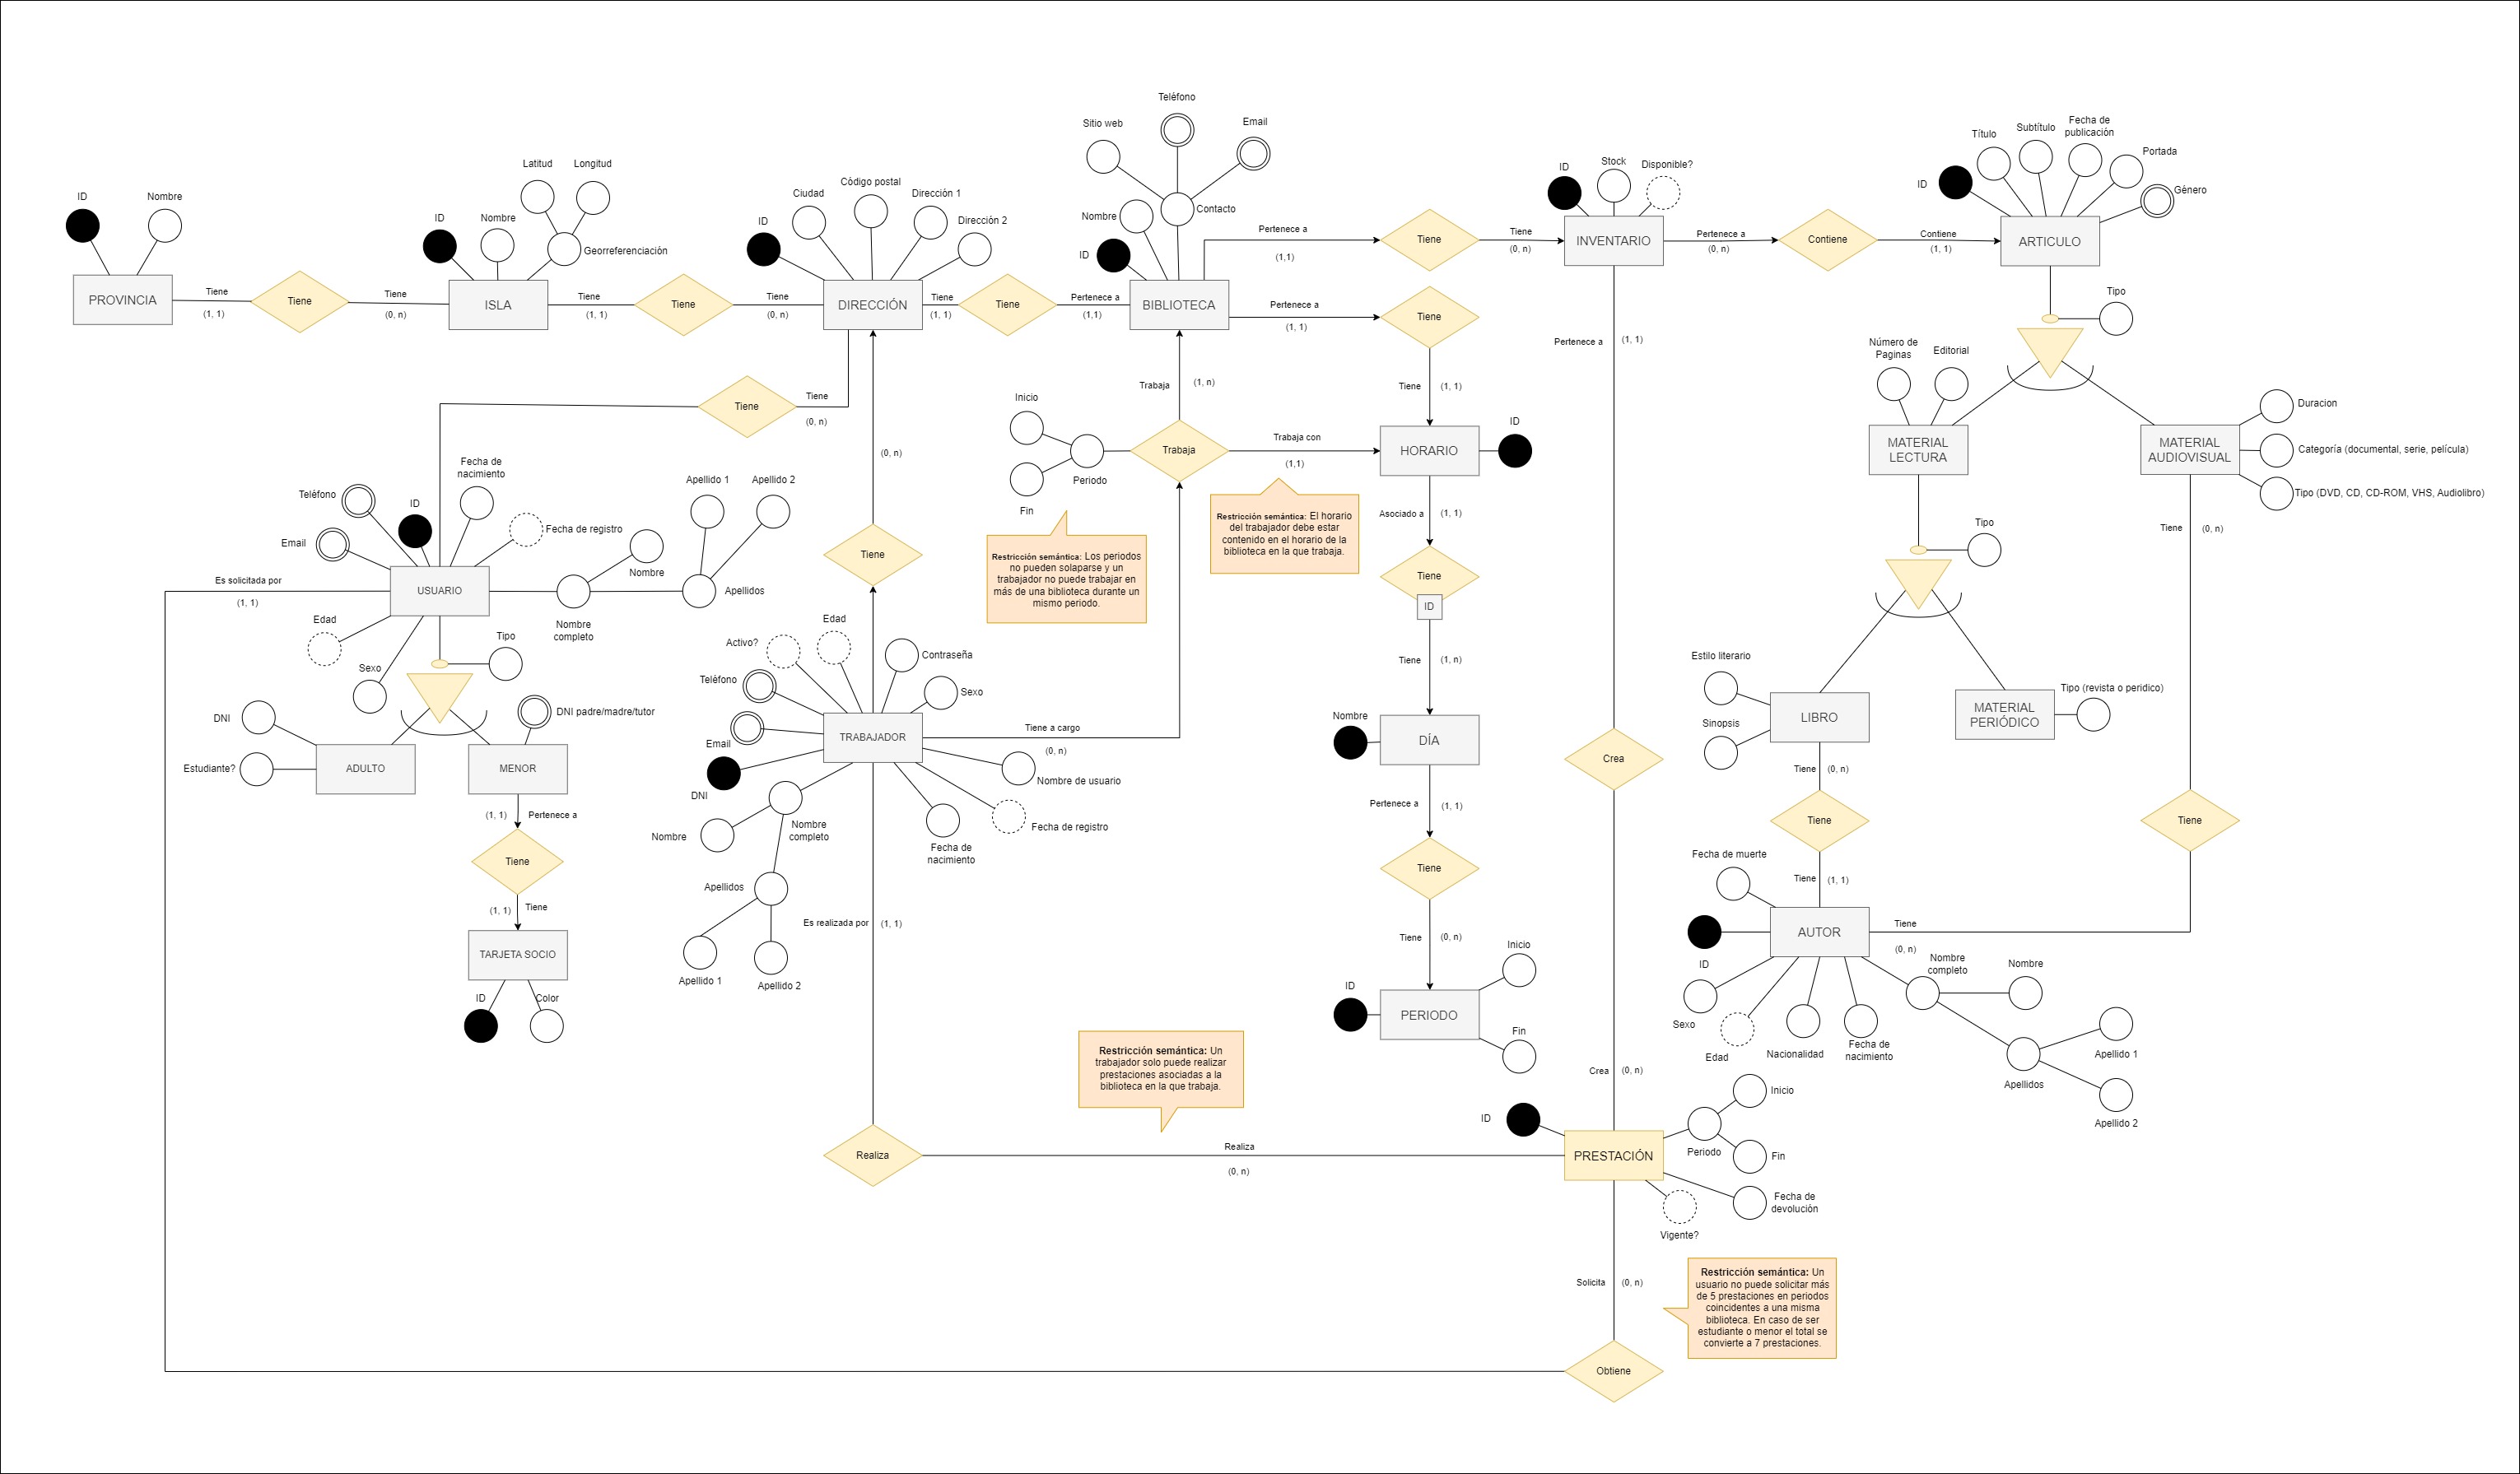 Teléfono
Sitio web
Email
Contacto
Nombre
ID
BIBLIOTECA
ID
Nombre
PROVINCIA
Tiene
(1, 1)
Tiene
Tiene
(0, n)
Latitud
Longitud
ID
Nombre
Georreferenciación
ISLA
Tiene
(1, 1)
Tiene
Tiene
(0, n)
ID
Ciudad
Código postal
Dirección 1
Dirección 2
DIRECCIÓN
Tiene
(1, 1)
Tiene
Pertenece a
(1,1)
Pertenece a
(1,1)
Tiene
Tiene
(0, n)
ID
Stock
Disponible?
INVENTARIO
Pertenece a
(0, n)
Contiene
Contiene
(1, 1)
ID
Título
Subtítulo
Fecha de
publicación
Portada
Género
ARTICULO
Tipo
Pertenece a
(1, 1)
Tiene
Tiene
(1, 1)
HORARIO
ID
Asociado a
(1, 1)
Tiene
ID
Tiene
(1, n)
Nombre
DÍA
Pertenece a
(1, 1)
Tiene
Tiene
(0, n)
ID
PERIODO
Inicio
Fin
Tiene
Tiene
(0, n)
Trabaja
(1, n)
Inicio
Fin
Periodo
Trabaja
Trabaja con
(1,1)
Restricción semántica: Los periodos
no pueden solaparse y un
trabajador no puede trabajar en
más de una biblioteca durante un
mismo periodo.
Restricción semántica: El horario
del trabajador debe estar
contenido en el horario de la
biblioteca en la que trabaja.
(0, n)
Tiene
Fecha de
nacimiento
Teléfono
ID
Email
Fecha de registro
Nombre
Apellido 1
Apellido 2
Apellidos
Nombre
completo
USUARIO
Es solicitada por
(1, 1)
Edad
Sexo
Tipo
DNI
Estudiante?
ADULTO
DNI padre/madre/tutor
MENOR
(1, 1)
Pertenece a
Tiene
(1, 1)
Tiene
TARJETA SOCIO
ID
Color
Activo?
Edad
Contraseña
Teléfono
Sexo
Email
DNI
TRABAJADOR
Tiene a cargo
(0, n)
Nombre de usuario
Nombre
Nombre
completo
Fecha de
nacimiento
Fecha de registro
Apellidos
Apellido 1
Apellido 2
Es realizada por
(1, 1)
Realiza
Realiza
(0, n)
Restricción semántica: Un
trabajador solo puede realizar
prestaciones asociadas a la
biblioteca en la que trabaja.
Pertenece a
(1, 1)
Crea
Crea
(0, n)
ID
PRESTACIÓN
Periodo
Inicio
Fin
Fecha de
devolución
Vigente?
Solicita
(0, n)
Obtiene
Restricción semántica: Un
usuario no puede solicitar más
de 5 prestaciones en periodos
coincidentes a una misma
biblioteca. En caso de ser
estudiante o menor el total se
convierte a 7 prestaciones.
Número de
Paginas
Editorial
MATERIAL
LECTURA
MATERIAL
AUDIOVISUAL
Duracion
Categoría (documental, serie, película)
Tipo (DVD, CD, CD-ROM, VHS, Audiolibro)
Tipo
Tiene
(0, n)
Estilo literario
Sinopsis
LIBRO
MATERIAL
PERIÓDICO
Tipo (revista o peridico)
Tiene
(0, n)
Tiene
Tiene
Tiene
(1, 1)
Fecha de muerte
ID
AUTOR
Tiene
(0, n)
Sexo
Edad
Nacionalidad
Fecha de
nacimiento
Nombre
completo
Nombre
Apellidos
Apellido 1
Apellido 2